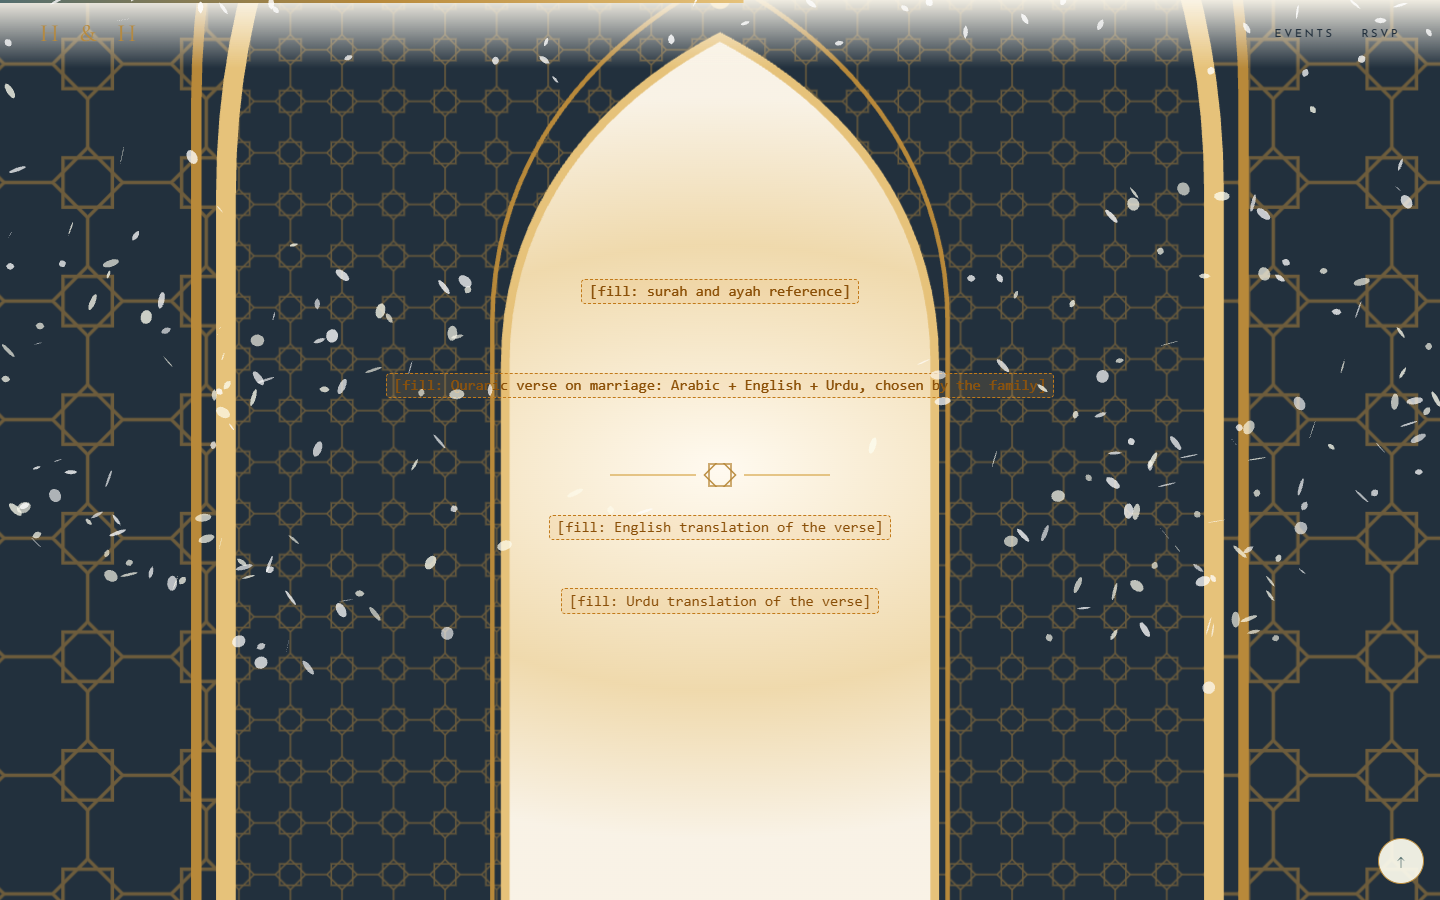 H & H
EVENTS RSVP
[fill: surah and ayah reference]
[fill: Quranic verse on marriage: Arabic + English + Urdu, chosen by the family]
[fill: English translation of the verse]
[fill: Urdu translation of the verse]
↑